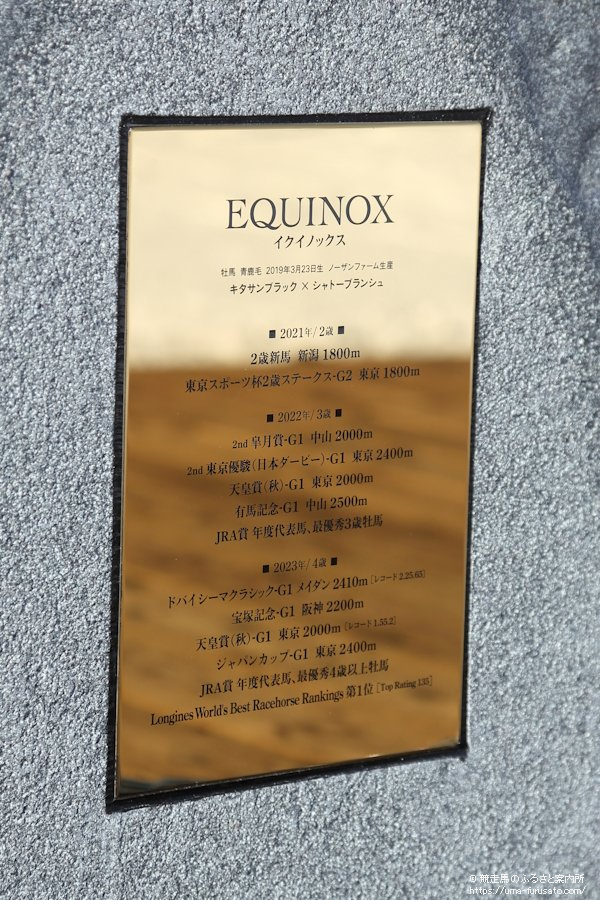 EQUINOX
イクイノックス
牡馬 青鹿毛 2019年3月23日生 ノーザンファーム生産
キタサンブラック × シャトーブランシュ
■ 2021年/2歳 ■
2歳新馬 新潟 1800m
東京スポーツ杯2歳ステークス-G2 東京 1800m
■ 2022年/3歳 ■
2nd 皐月賞-G1 中山 2000m
2nd 東京優駿(日本ダービー)-G1 東京 2400m
天皇賞(秋)-G1 東京 2000m
有馬記念-G1 中山 2500m
JRA賞 年度代表馬、最優秀3歳牡馬
■ 2023年/4歳 ■
ドバイシーマクラシック-G1 メイダン 2410m [レコード 2.25.65]
宝塚記念-G1 阪神 2200m
天皇賞(秋)-G1 東京 2000m [レコード 1.55.2]
ジャパンカップ-G1 東京 2400m
JRA賞 年度代表馬、最優秀4歳以上牡馬
Longines World's Best Racehorse Rankings 第1位 [Top Rating 135]
© 競走馬のふるさと案内所
https://uma-furusato.com/